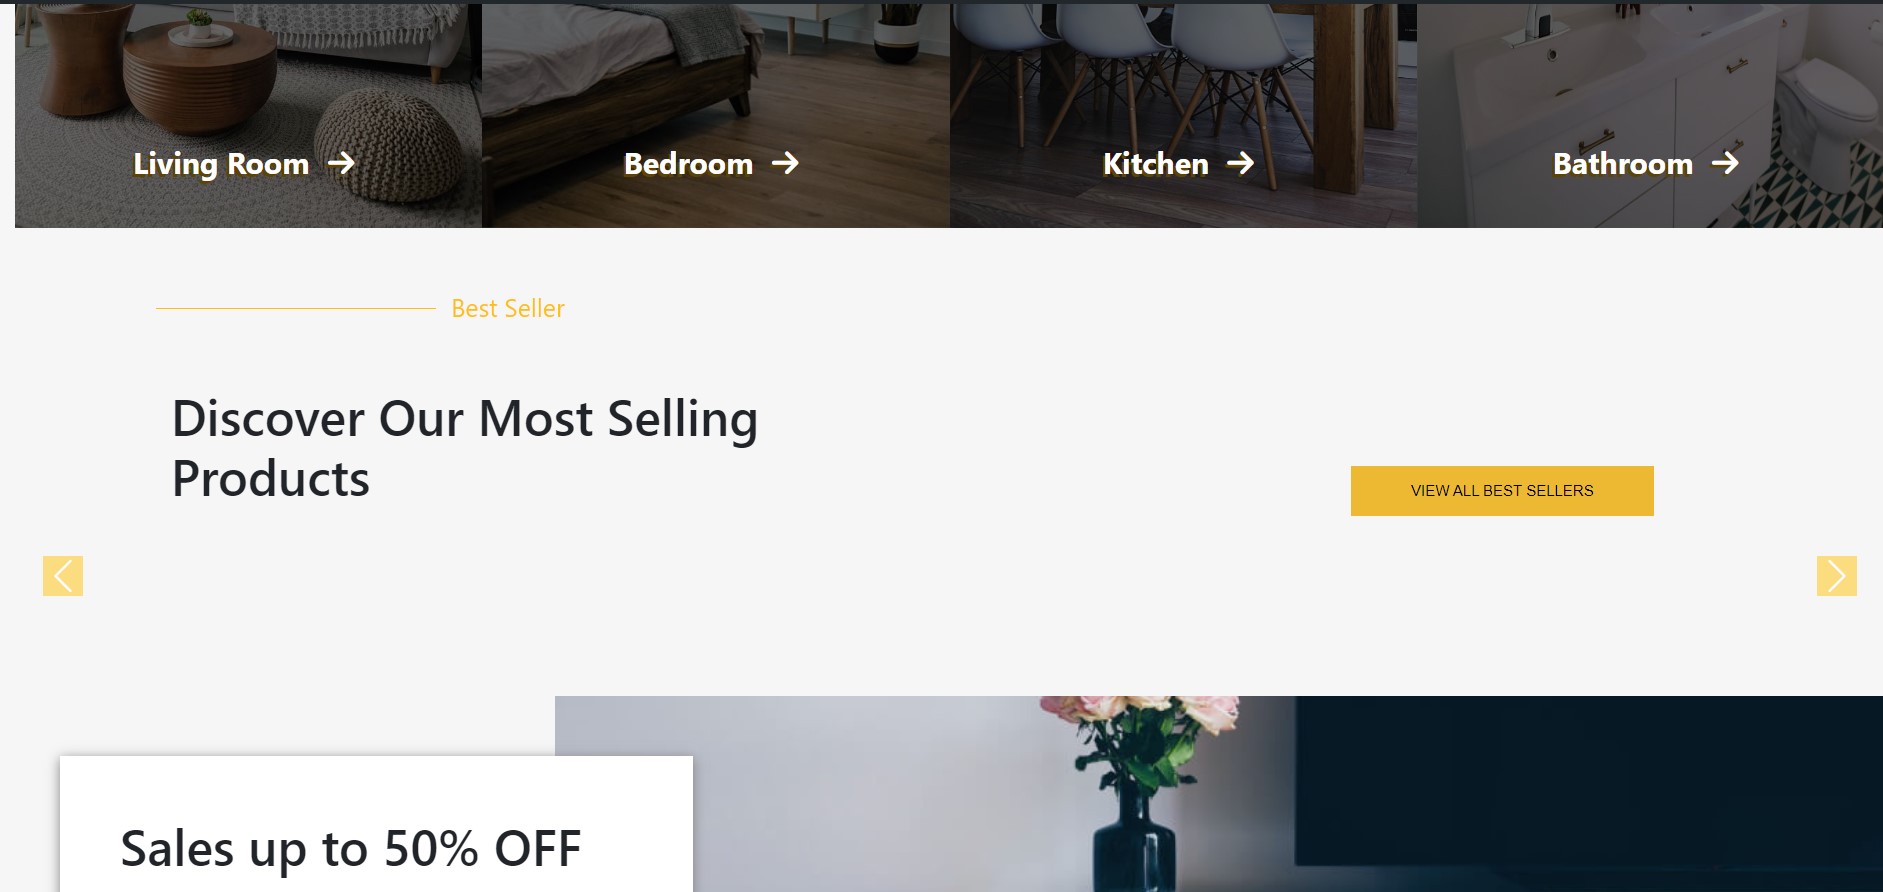 Living Room
Bedroom
Kitchen
Bathroom
Best Seller
Discover Our Most Selling
Products
VIEW ALL BEST SELLERS
Sales up to 50% OFF